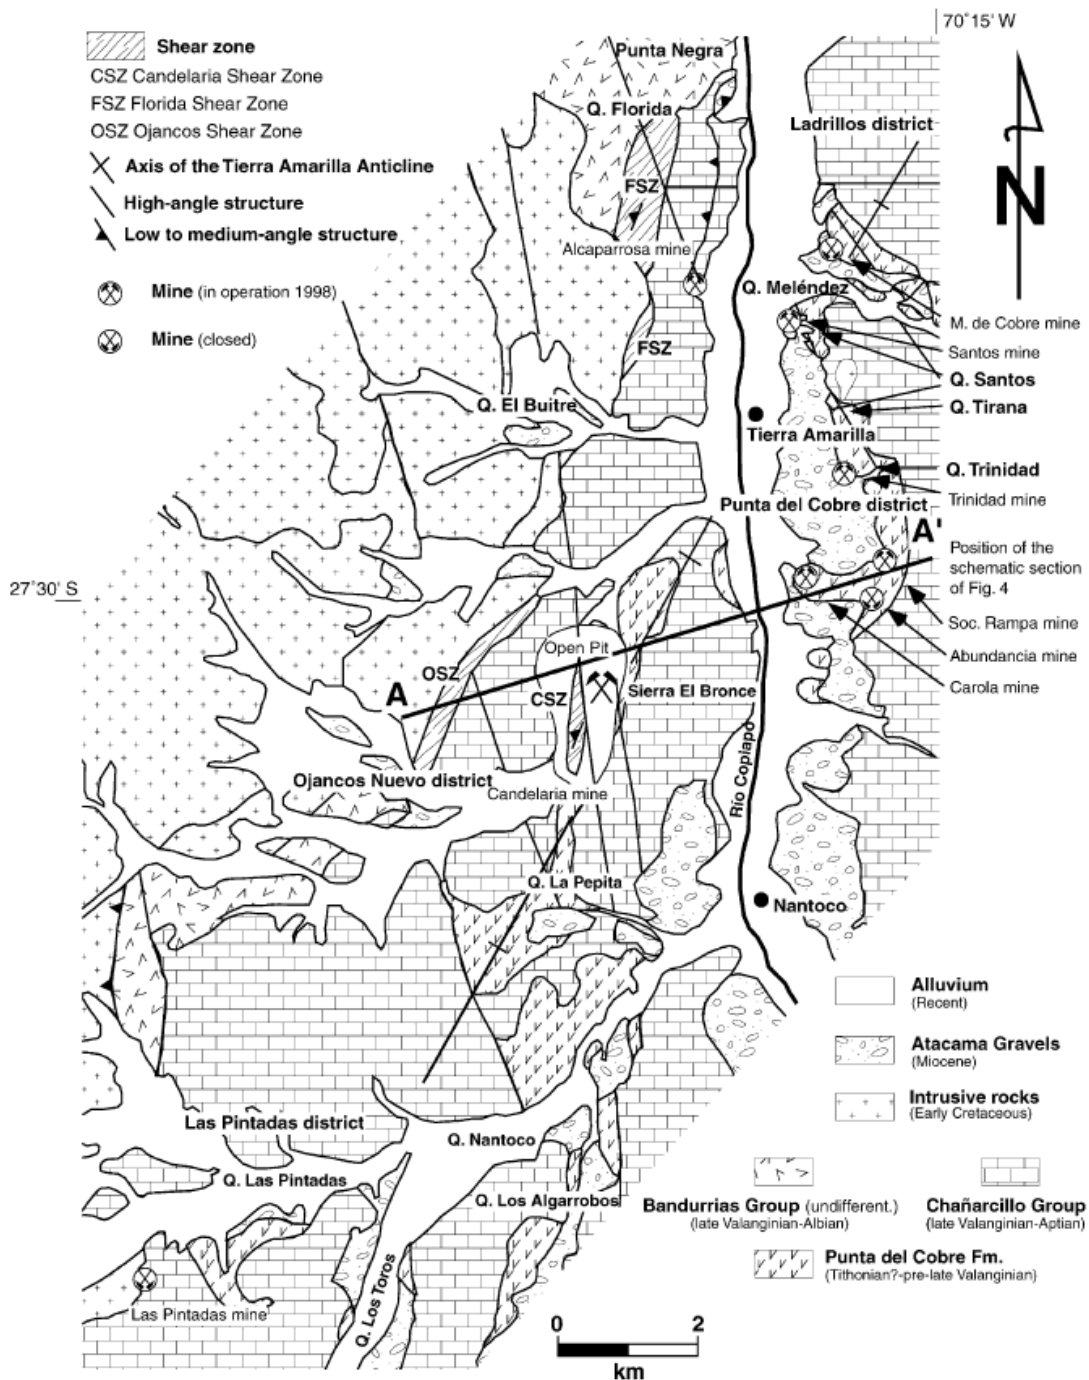 70°15' W
Shear zone
CSZ Candelaria Shear Zone
FSZ Florida Shear Zone
OSZ Ojancos Shear Zone
Axis of the Tierra Amarilla Anticline
High-angle structure
Low to medium-angle structure
Mine (in operation 1998)
Mine (closed)
Punta Negra
Q. Florida
Ladrillos district
N
FSZ
Alcaparrosa mine
Q. Meléndez
M. de Cobre mine
Santos mine
FSZ
Q. Santos
Q. El Buitre
Q. Tirana
Tierra Amarilla
Q. Trinidad
Trinidad mine
Punta del Cobre district
A'
Position of the
schematic section
of Fig. 4
27°30' S
Soc. Rampa mine
Open Pit
Abundancia mine
OSZ
A
CSZ
Sierra El Bronce
Carola mine
Río Copiapó
Ojancos Nuevo district
Candelaria mine
Q. La Pepita
Nantoco
Alluvium
(Recent)
Atacama Gravels
(Miocene)
Intrusive rocks
(Early Cretaceous)
Las Pintadas district
Q. Nantoco
Q. Las Pintadas
Q. Los Algarrobos
Bandurrias Group (undifferent.)
(late Valanginian-Albian)
Chañarcillo Group
(late Valanginian-Aptian)
Punta del Cobre Fm.
(Tithonian?-pre-late Valanginian)
Q. Los Toros
Las Pintadas mine
0 2
km